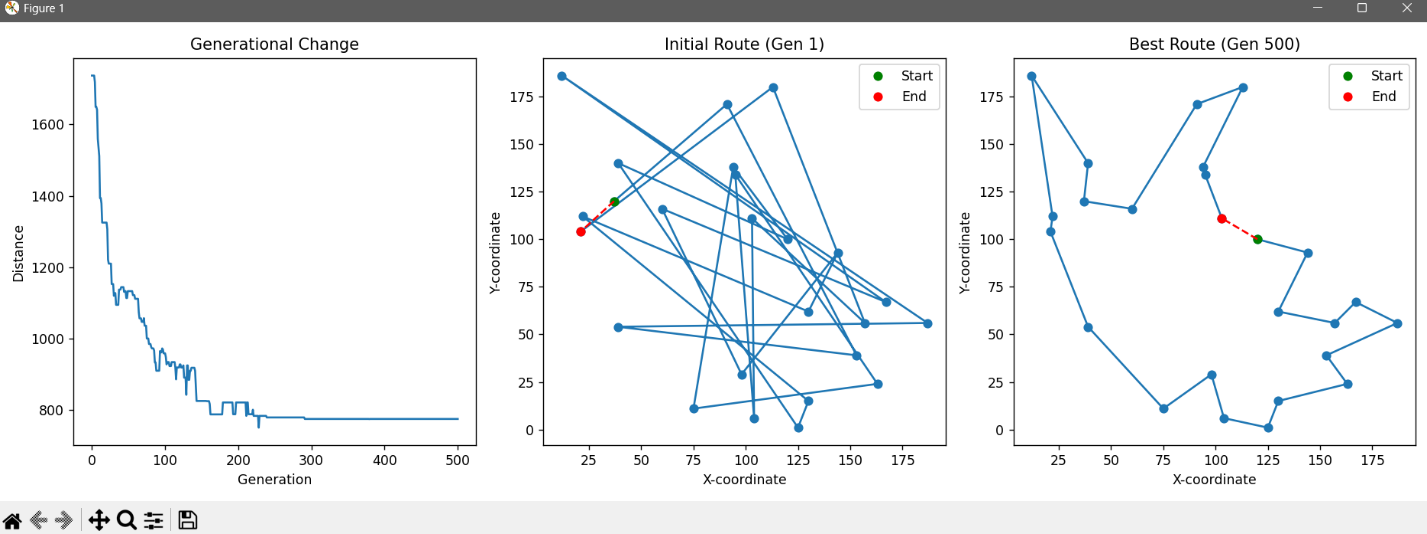 Figure 1
Generational Change
Distance
1600
1400
1200
1000
800
0 100 200 300 400 500
Generation
Initial Route (Gen 1)
Start
End
Y-coordinate
175
150
125
100
75
50
25
0
25 50 75 100 125 150 175
X-coordinate
Best Route (Gen 500)
Start
End
Y-coordinate
175
150
125
100
75
50
25
0
25 50 75 100 125 150 175
X-coordinate